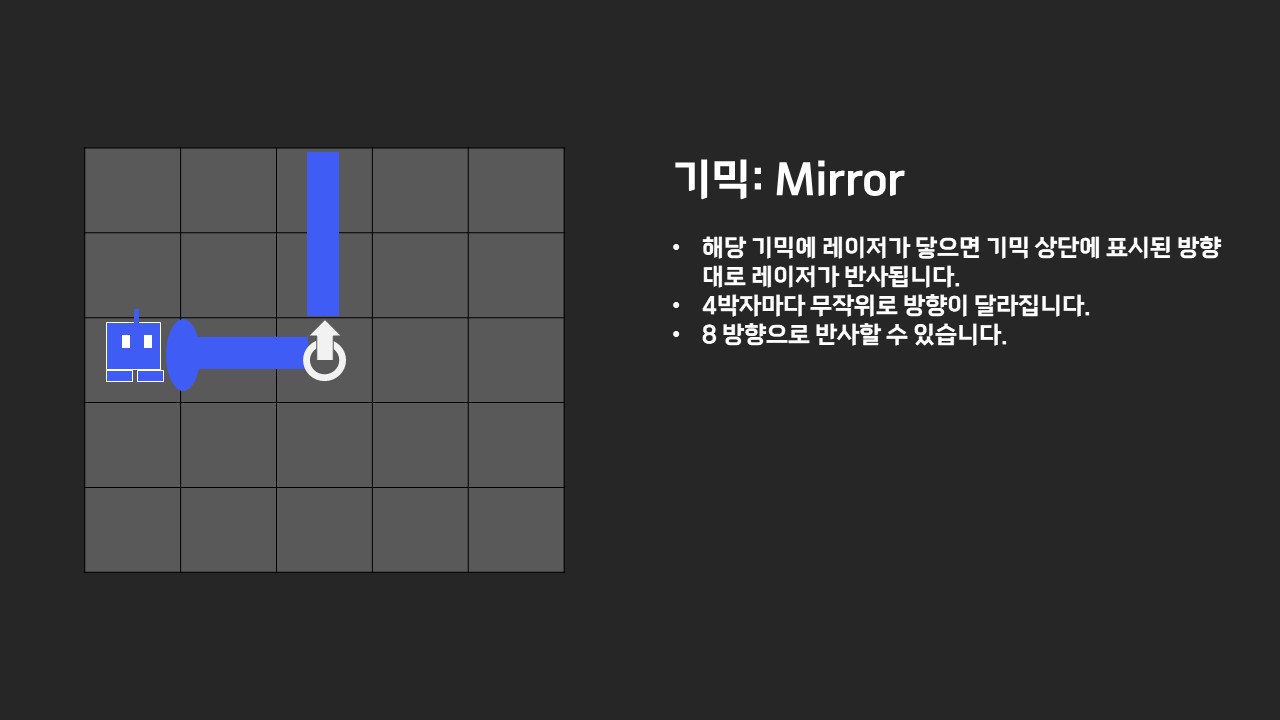 기믹: Mirror
• 해당 기믹에 레이저가 닿으면 기믹 상단에 표시된 방향
대로 레이저가 반사됩니다.
• 4박자마다 무작위로 방향이 달라집니다.
• 8 방향으로 반사할 수 있습니다.